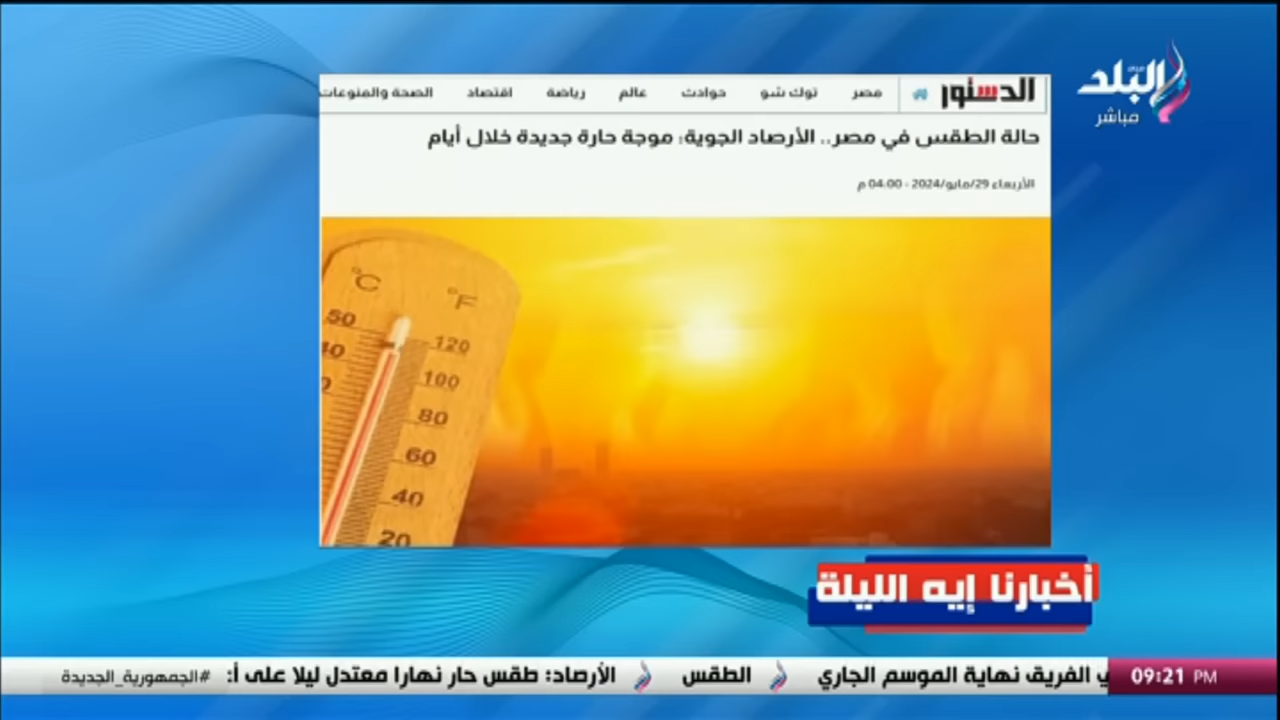 البلد
مباشر
الدستور مصر توك شو حوادث عالم رياضة اقتصاد الصحة والمنوعات
حالة الطقس في مصر.. الأرصاد الجوية: موجة حارة جديدة خلال أيام
الأربعاء 29/مايو/2024 - 04:00 م
°C °F
50 120
40 100
80
60
40
20
أخبارنا إيه الليلة
09:21 PM ي الفريق نهاية الموسم الجاري الطقس الأرصاد: طقس حار نهارا معتدل ليلا على أ: #الجمهورية_الجديدة